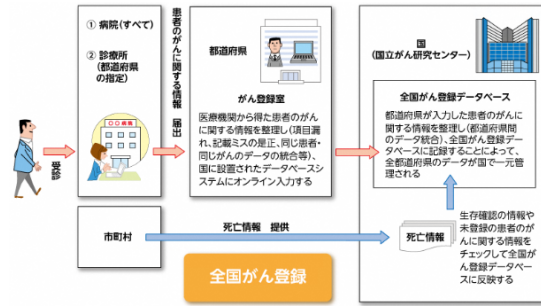 ① 病院(すべて)
② 診療所
(都道府県
の指定)
〇〇病院
受診
患者のがんに関する情報 届出
都道府県
がん登録室
医療機関から得た患者のがん
に関する情報を整理し(項目漏
れ、記載ミスの是正、同じ患者・
同じがんのデータの統合等)、
国に設置されたデータベースシ
ステムにオンライン入力する
国
(国立がん研究センター)
全国がん登録データベース
都道府県が入力した患者のがんに
関する情報を整理し(都道府県間
のデータ統合)、全国がん登録デー
タベースに記録することによって、
全都道府県のデータが国で一元管
理される
市町村
死亡情報 提供
死亡情報
生存確認の情報や
未登録の患者のが
んに関する情報を
チェックして全国が
ん登録データベー
スに反映する
全国がん登録